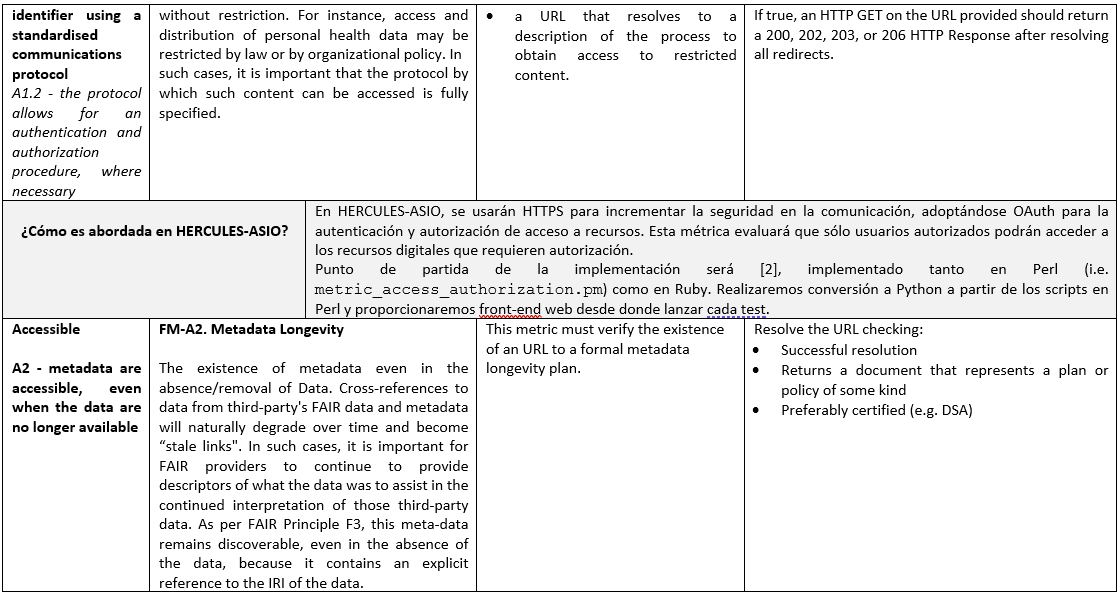 identifier using a
standardised
communications
protocol
A1.2 - the protocol
allows for an
authentication and
authorization
procedure, where
necessary
without restriction. For instance, access and
distribution of personal health data may be
restricted by law or by organizational policy. In
such cases, it is important that the protocol by
which such content can be accessed is fully
specified.
• a URL that resolves to a
description of the process to
obtain access to restricted
content.
If true, an HTTP GET on the URL provided should return
a 200, 202, 203, or 206 HTTP Response after resolving
all redirects.
¿Cómo es abordada en HERCULES-ASIO?
En HERCULES-ASIO, se usarán HTTPS para incrementar la seguridad en la comunicación, adoptándose OAuth para la
autenticación y autorización de acceso a recursos. Esta métrica evaluará que sólo usuarios autorizados podrán acceder a
los recursos digitales que requieren autorización.
Punto de partida de la implementación será [2], implementado tanto en Perl (i.e.
metric_access_authorization.pm) como en Ruby. Realizaremos conversión a Python a partir de los scripts en
Perl y proporcionaremos front-end web desde donde lanzar cada test.
Accessible
A2 - metadata are
accessible, even
when the data are
no longer available
FM-A2. Metadata Longevity
The existence of metadata even in the
absence/removal of Data. Cross-references to
data from third-party's FAIR data and metadata
will naturally degrade over time and become
“stale links". In such cases, it is important for
FAIR providers to continue to provide
descriptors of what the data was to assist in the
continued interpretation of those third-party
data. As per FAIR Principle F3, this meta-data
remains discoverable, even in the absence of
the data, because it contains an explicit
reference to the IRI of the data.
This metric must verify the existence
of an URL to a formal metadata
longevity plan.
Resolve the URL checking:
• Successful resolution
• Returns a document that represents a plan or
policy of some kind
• Preferably certified (e.g. DSA)